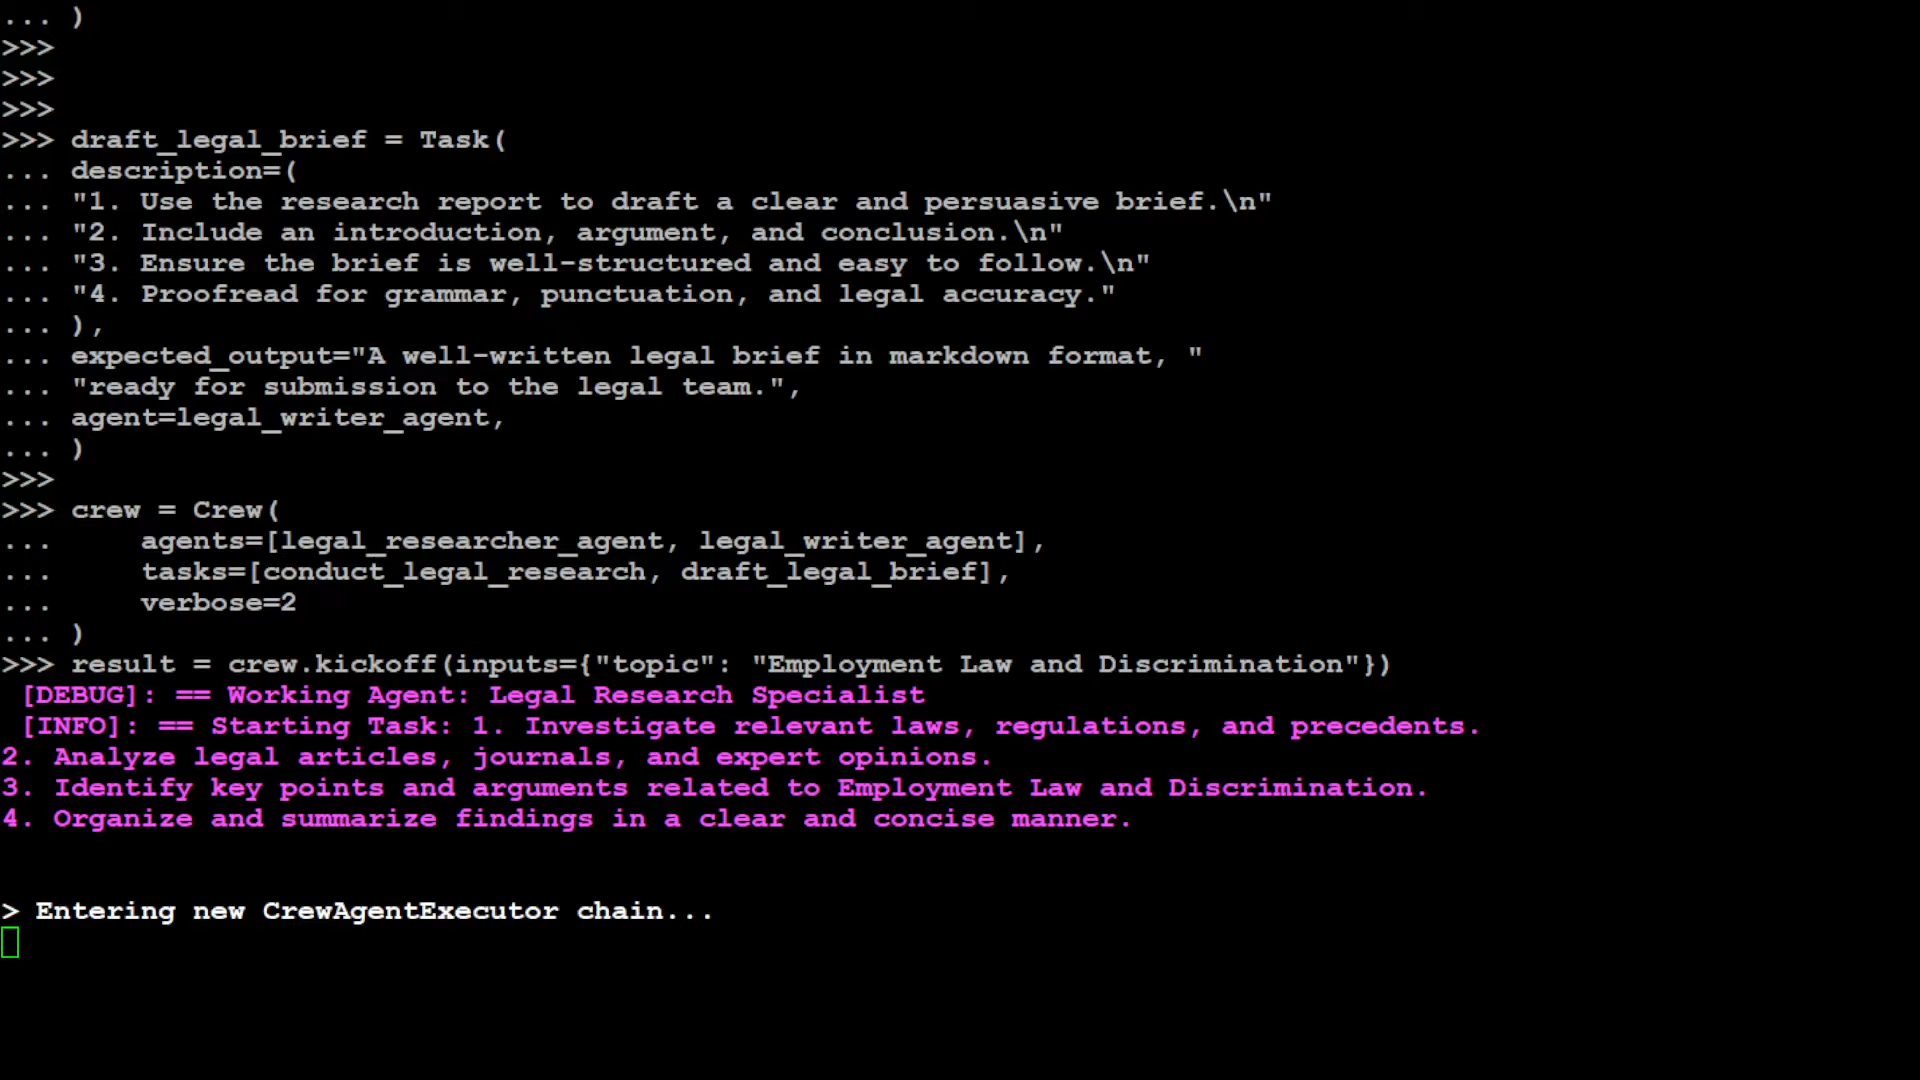 ... )
>>>
>>>
>>>
>>> draft_legal_brief = Task(
... description=(
... "1. Use the research report to draft a clear and persuasive brief.\n"
... "2. Include an introduction, argument, and conclusion.\n"
... "3. Ensure the brief is well-structured and easy to follow.\n"
... "4. Proofread for grammar, punctuation, and legal accuracy."
... ),
... expected_output="A well-written legal brief in markdown format, "
... "ready for submission to the legal team.",
... agent=legal_writer_agent,
... )
>>>
>>> crew = Crew(
...     agents=[legal_researcher_agent, legal_writer_agent],
...     tasks=[conduct_legal_research, draft_legal_brief],
...     verbose=2
... )
>>> result = crew.kickoff(inputs={"topic": "Employment Law and Discrimination"})
 [DEBUG]: == Working Agent: Legal Research Specialist
 [INFO]: == Starting Task: 1. Investigate relevant laws, regulations, and precedents.
2. Analyze legal articles, journals, and expert opinions.
3. Identify key points and arguments related to Employment Law and Discrimination.
4. Organize and summarize findings in a clear and concise manner.
> Entering new CrewAgentExecutor chain...